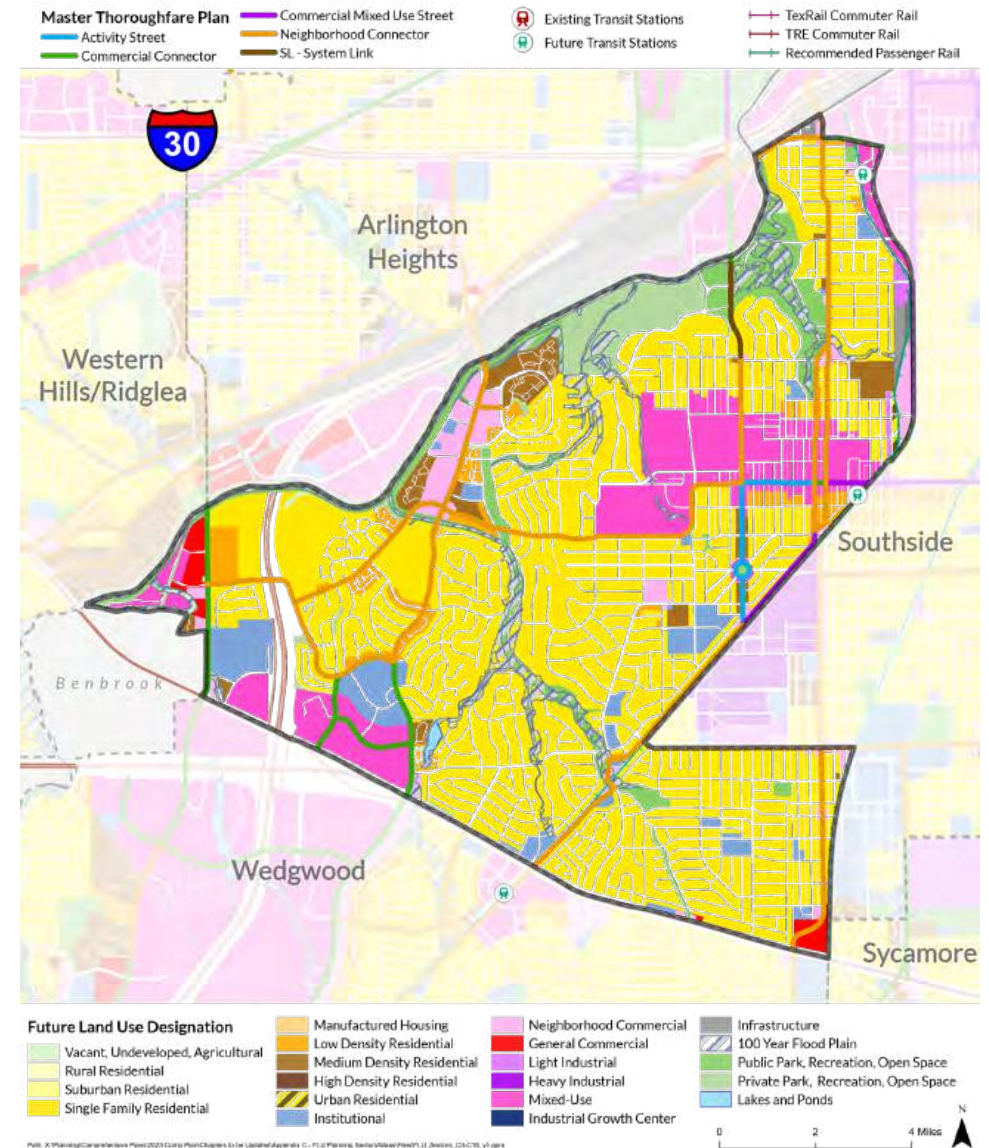 Master Thoroughfare Plan
Activity Street
Commercial Connector
Commercial Mixed Use Street
Neighborhood Connector
SL - System Link
Existing Transit Stations
Future Transit Stations
TexRail Commuter Rail
TRE Commuter Rail
Recommended Passenger Rail
30
Arlington
Heights
Western
Hills/Ridglea
Southside
Benbrook
Wedgwood
Sycamore
Future Land Use Designation
Vacant, Undeveloped, Agricultural
Rural Residential
Suburban Residential
Single Family Residential
Manufactured Housing
Low Density Residential
Medium Density Residential
High Density Residential
Urban Residential
Institutional
Neighborhood Commercial
General Commercial
Light Industrial
Heavy Industrial
Mixed-Use
Industrial Growth Center
Infrastructure
100 Year Flood Plain
Public Park, Recreation, Open Space
Private Park, Recreation, Open Space
Lakes and Ponds
N
0 2 4 Miles